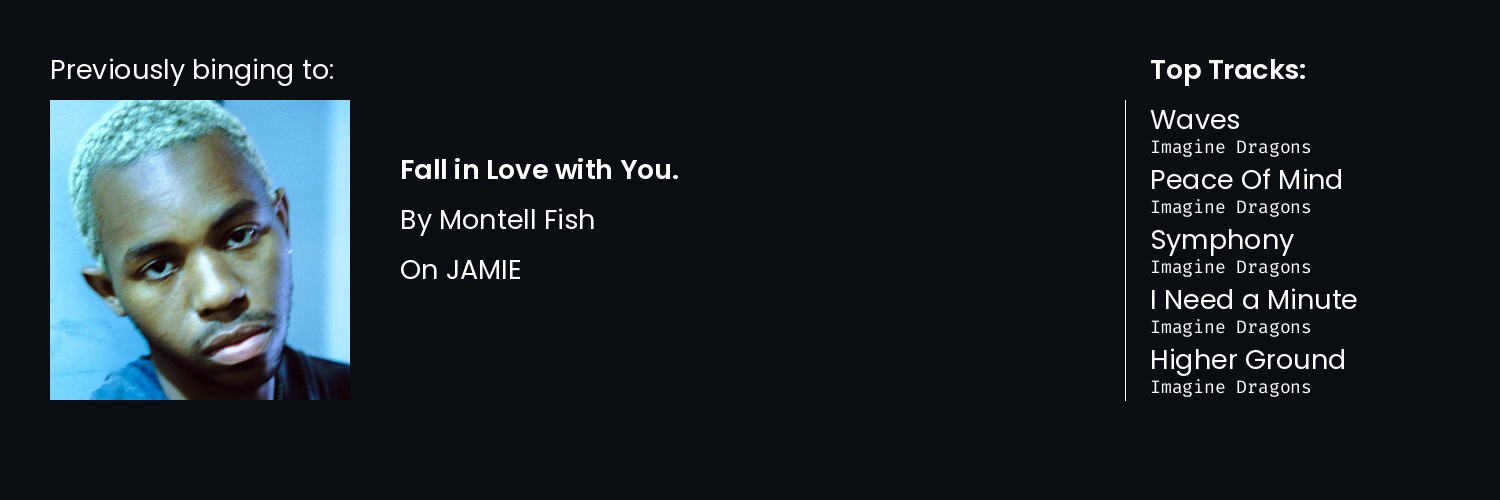 Previously binging to:
Fall in Love with You.
By Montell Fish
On JAMIE
Top Tracks:
Waves
Imagine Dragons
Peace Of Mind
Imagine Dragons
Symphony
Imagine Dragons
I Need a Minute
Imagine Dragons
Higher Ground
Imagine Dragons